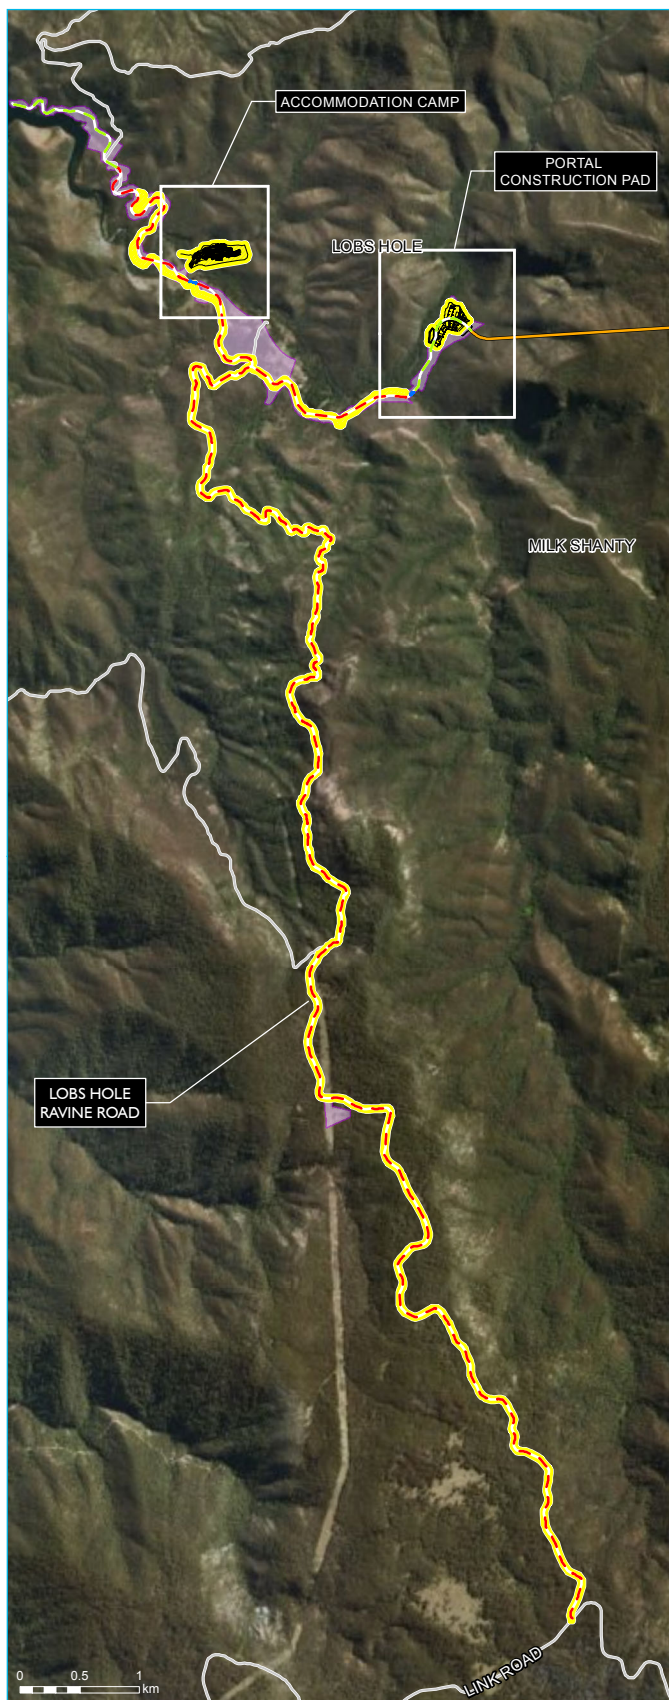 ACCOMMODATION CAMP
PORTAL
CONSTRUCTION PAD
LOBS HOLE
MILK SHANTY
LOBS HOLE
RAVINE ROAD
LINK ROAD
0 0.5 1
km